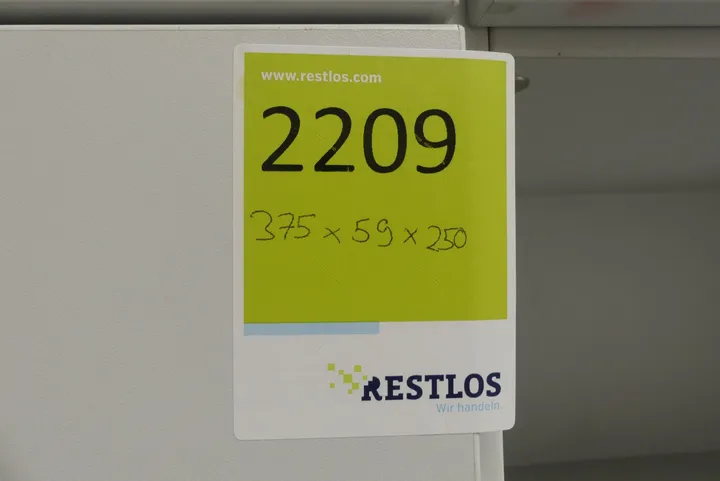 www.restlos.com
2209
375 x 59 x 250
RESTLOS
Wir handeln.